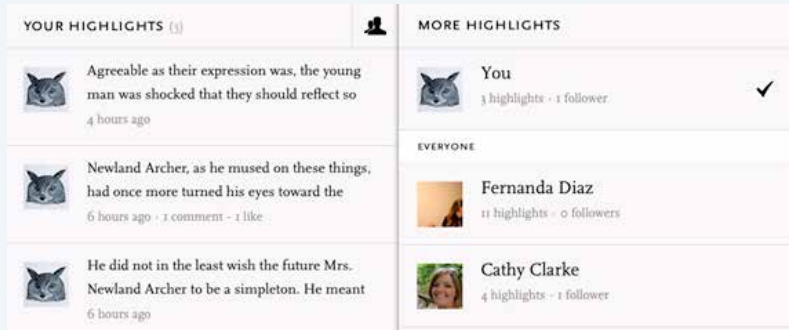 YOUR HIGHLIGHTS (3)
Agreeable as their expression was, the young
man was shocked that they should reflect so
4 hours ago
Newland Archer, as he mused on these things,
had once more turned his eyes toward the
6 hours ago · 1 comment - 1 like
He did not in the least wish the future Mrs.
Newland Archer to be a simpleton. He meant
6 hours ago
MORE HIGHLIGHTS
You
3 highlights · 1 follower
EVERYONE
Fernanda Diaz
11 highlights · 0 followers
Cathy Clarke
4 highlights · 1 follower